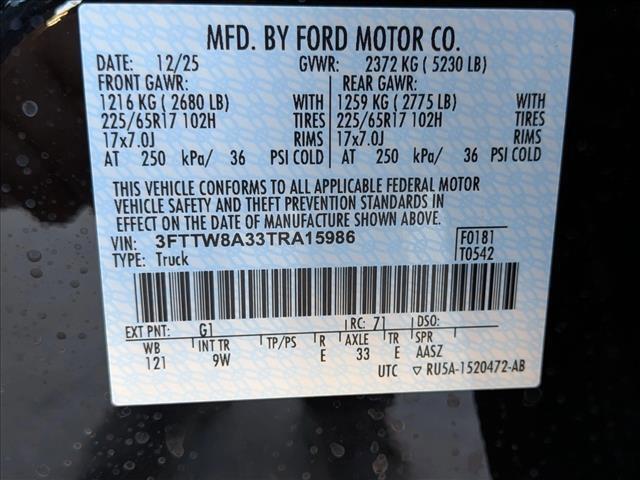 MFD. BY FORD MOTOR CO.
DATE: 12/25 GVWR: 2372 KG ( 5230 LB)
FRONT GAWR: REAR GAWR:
1216 KG ( 2680 LB) WITH 1259 KG ( 2775 LB) WITH
225/65R17 102H TIRES 225/65R17 102H TIRES
17x7.0J RIMS 17x7.0J RIMS
AT 250 kPa/ 36 PSI COLD AT 250 kPa/ 36 PSI COLD
THIS VEHICLE CONFORMS TO ALL APPLICABLE FEDERAL MOTOR
VEHICLE SAFETY AND THEFT PREVENTION STANDARDS IN
EFFECT ON THE DATE OF MANUFACTURE SHOWN ABOVE.
VIN: 3FTTW8A33TRA15986 F0181
TYPE: Truck T0542
EXT PNT: G1 RC: 71 DSO:
WB INT TR TP/PS R AXLE TR SPR
121 9W E 33 E AASZ
UTC ▽ RU5A-1520472-AB